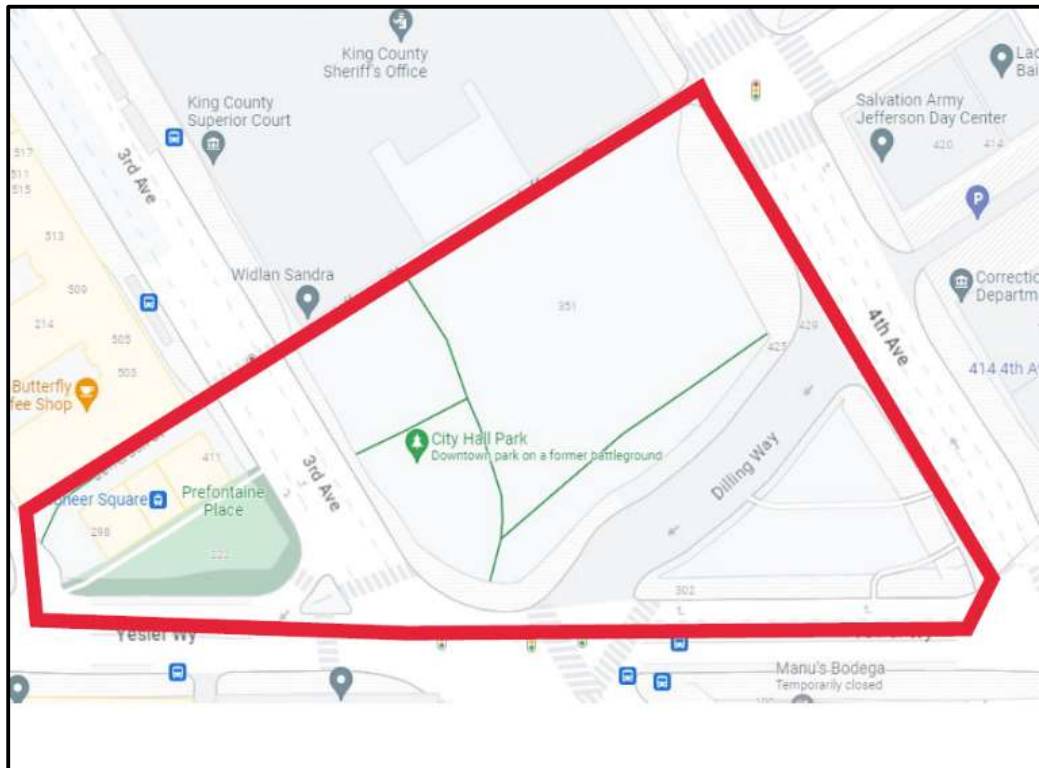 King County
Sheriff's Office
King County
Superior Court
Salvation Army
Jefferson Day Center
420
414
517
511
515
3rd Ave
513
Widlan Sandra
509
214
505
503
351
P
429
425
4th Ave
414 4th Av
Butterfly
fee Shop
City Hall Park
Downtown park on a former battleground
411
3rd Ave
Dilling Way
Prefontaine
Place
298
302
Yesler Wy
Manu's Bodega
Temporarily closed